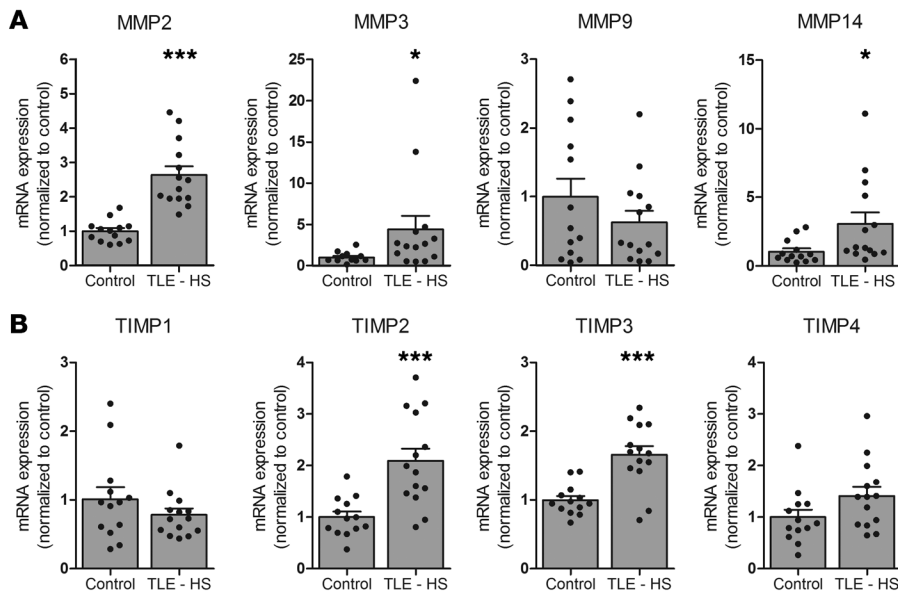 A
MMP2
mRNA expression
(normalized to control)
6
5
4
3
2
1
0
***
Control
TLE - HS
MMP3
mRNA expression
(normalized to control)
25
20
15
10
5
0
*
Control
TLE - HS
MMP9
mRNA expression
(normalized to control)
3
2
1
0
Control
TLE - HS
MMP14
mRNA expression
(normalized to control)
15
10
5
0
*
Control
TLE - HS
B
TIMP1
mRNA expression
(normalized to control)
3
2
1
0
Control
TLE - HS
TIMP2
mRNA expression
(normalized to control)
4
3
2
1
0
***
Control
TLE - HS
TIMP3
mRNA expression
(normalized to control)
3
2
1
0
***
Control
TLE - HS
TIMP4
mRNA expression
(normalized to control)
4
3
2
1
0
Control
TLE - HS